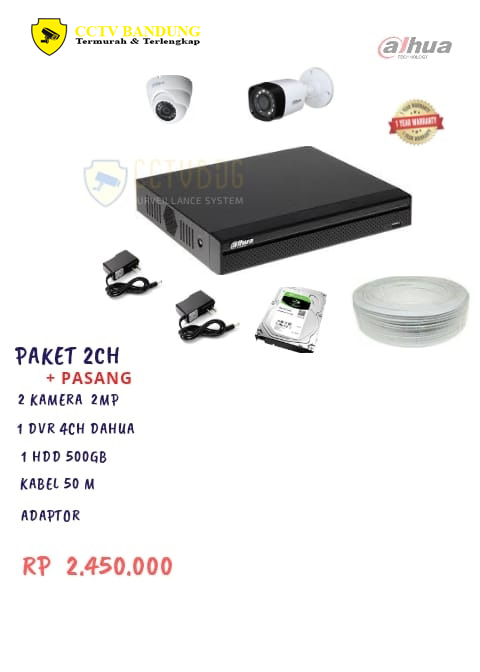 CCTV BANDUNG
Termurah & Terlengkap
alhua
TECHNOLOGY
1 YEAR WARRANTY
CCTVBDG
SURVEILLANCE SYSTEM
alhua
PAKET 2CH
+ PASANG
2 KAMERA 2MP
1 DVR 4CH DAHUA
1 HDD 500GB
KABEL 50 M
ADAPTOR
RP 2.450.000